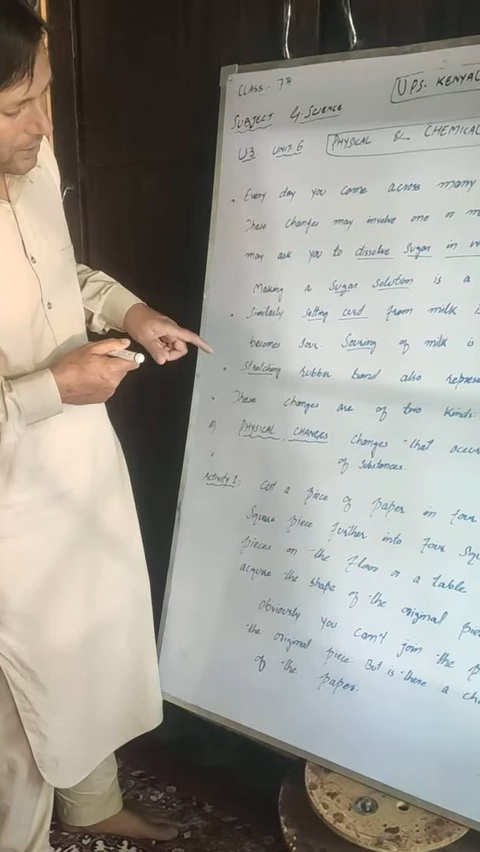 CLASS - 7TH
UPS. KENYAL
SUBJECT G. SCIENCE
U3. UNIT. 6 PHYSICAL & CHEMICAL
• Every day you come across many
These changes may involve one or m
may ask you to dissolve sugar in w
Making a sugar solution is a
• Similarly setting curd from milk i
becomes sour. Souring of milk is
• Stretching rubber band also repres
• These changes are of two kinds:
a) PHYSICAL CHANGES Changes that occur
of substances.
Activity 1: Cut a piece of paper in four
Square piece further into four squ
pieces on the floor or a table
acquire the shape of the original pie
Obviously you can't join the p
the original piece. But is there a ch
of the paper.